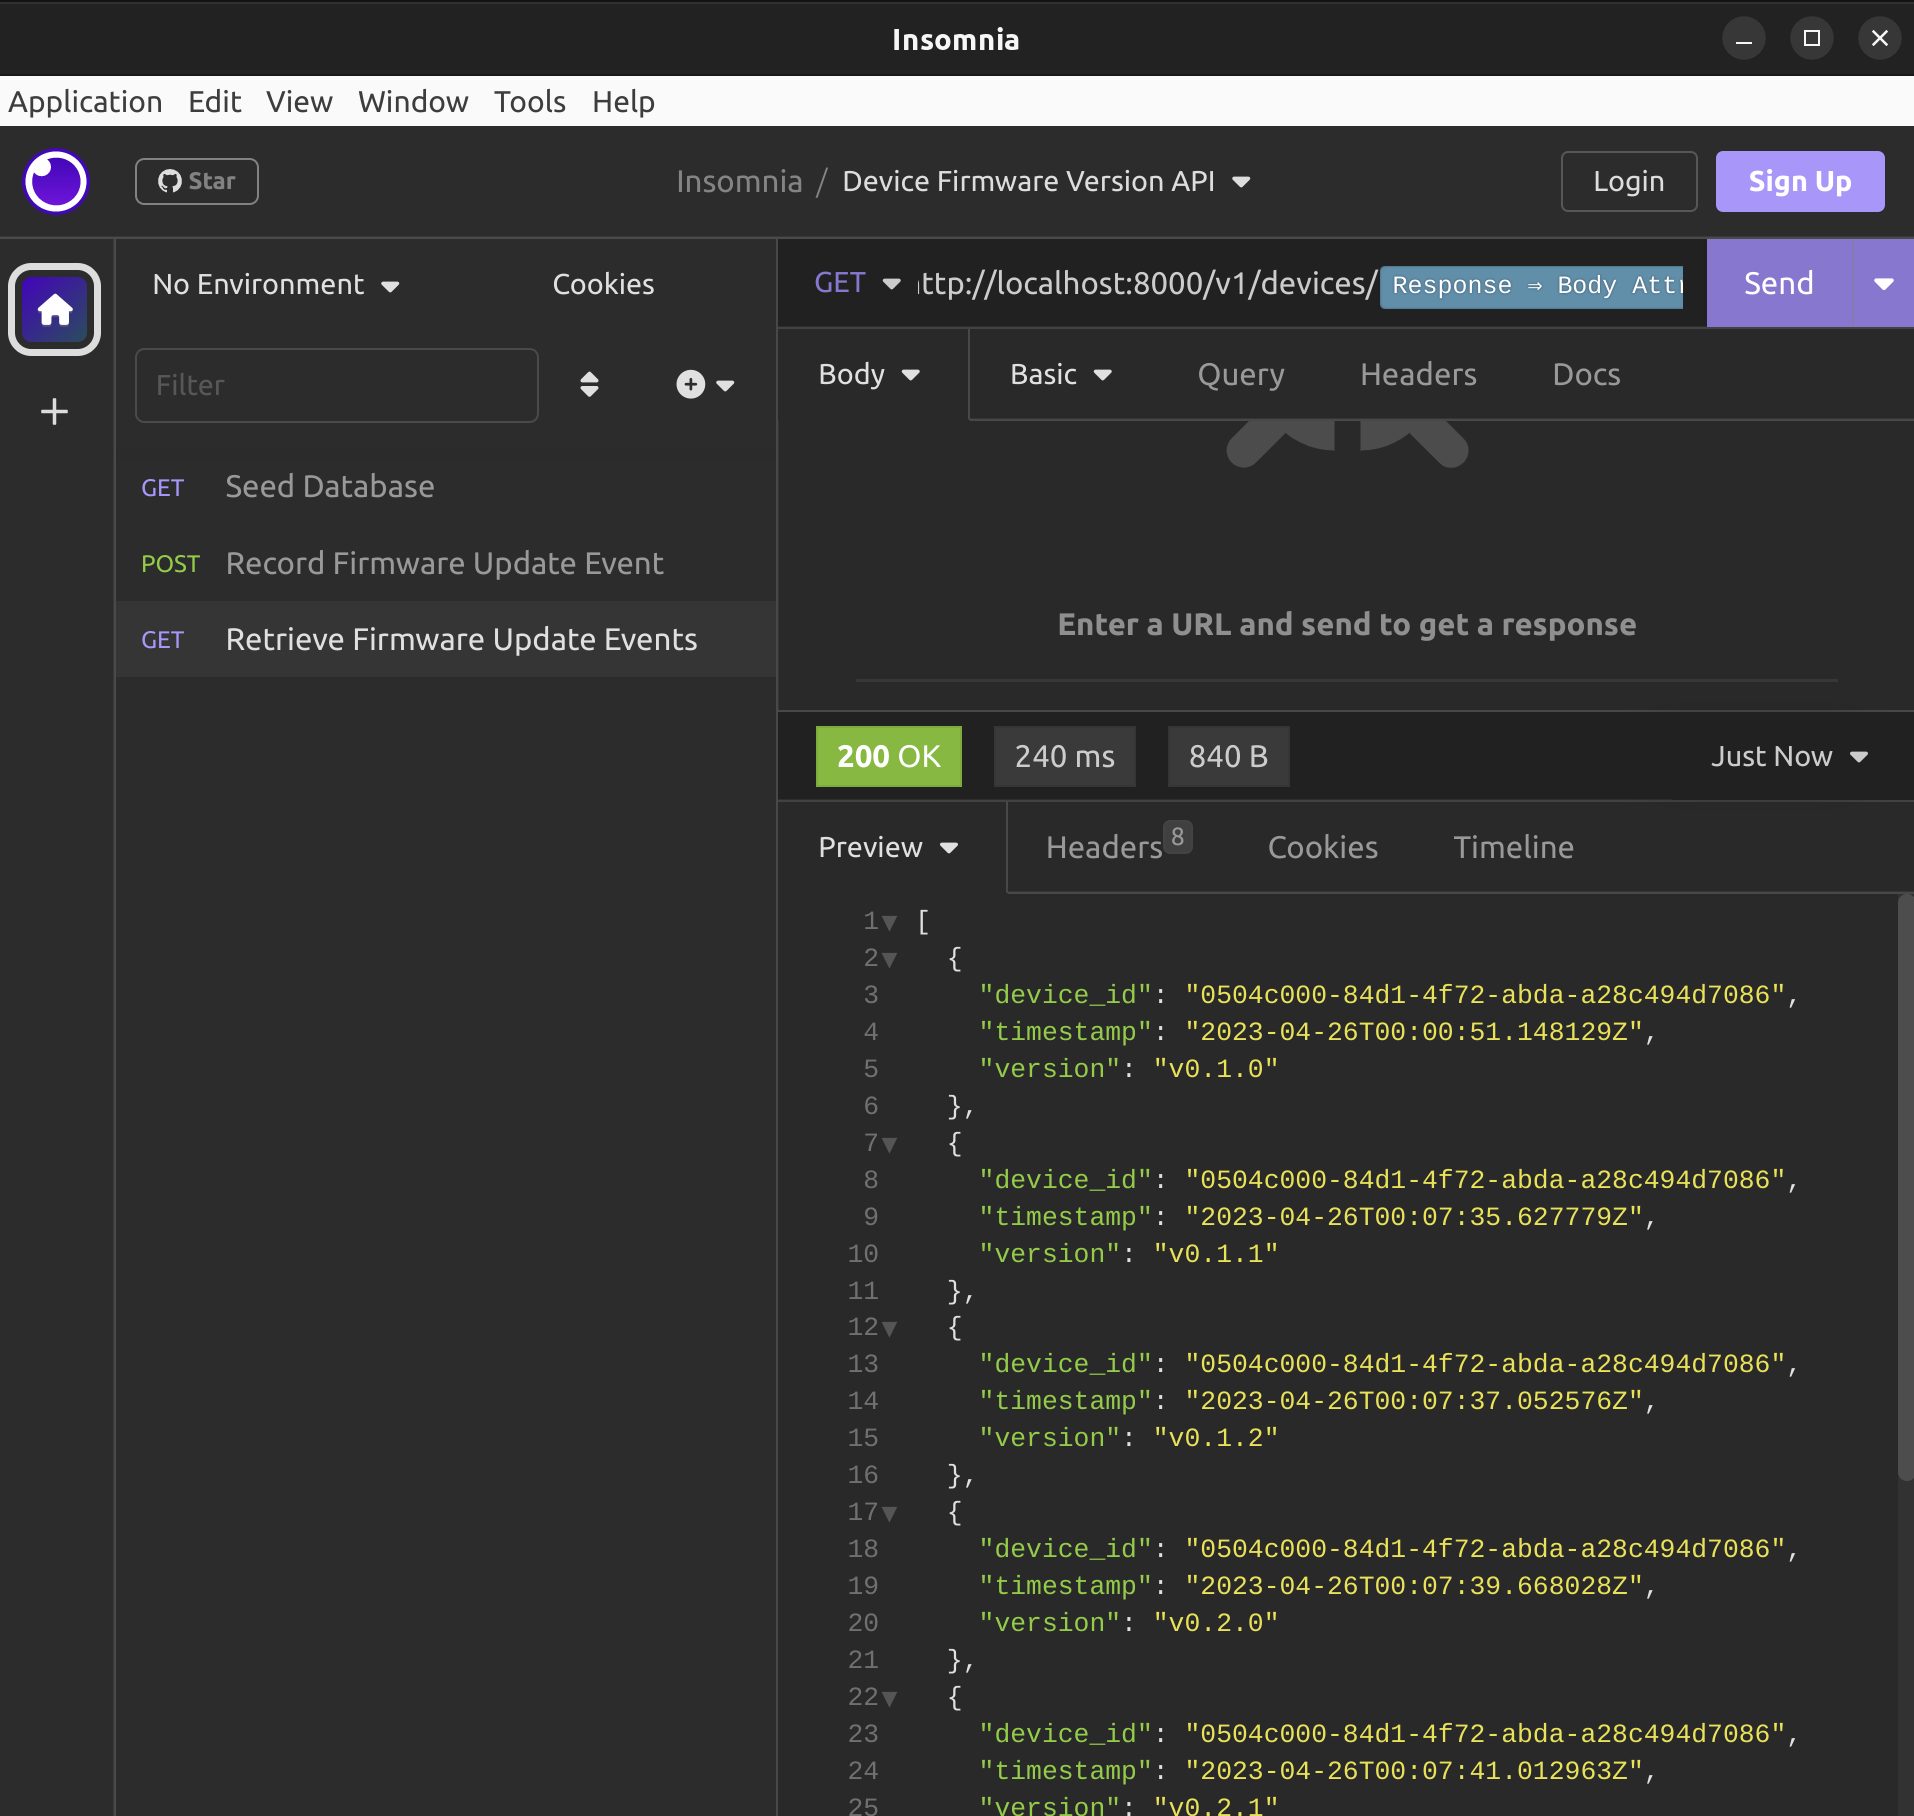 Insomnia
Application Edit View Window Tools Help
Star
Insomnia / Device Firmware Version API
Login
Sign Up
No Environment
Cookies
Filter
GET Seed Database
POST Record Firmware Update Event
GET Retrieve Firmware Update Events
GET ttp://localhost:8000/v1/devices/ Response ⇒ Body Attr
Send
Body Basic Query Headers Docs
Enter a URL and send to get a response
200 OK 240 ms 840 B Just Now
Preview Headers 8 Cookies Timeline
1 [
2 {
3 "device_id": "0504c000-84d1-4f72-abda-a28c494d7086",
4 "timestamp": "2023-04-26T00:00:51.148129Z",
5 "version": "v0.1.0"
6 },
7 {
8 "device_id": "0504c000-84d1-4f72-abda-a28c494d7086",
9 "timestamp": "2023-04-26T00:07:35.627779Z",
10 "version": "v0.1.1"
11 },
12 {
13 "device_id": "0504c000-84d1-4f72-abda-a28c494d7086",
14 "timestamp": "2023-04-26T00:07:37.052576Z",
15 "version": "v0.1.2"
16 },
17 {
18 "device_id": "0504c000-84d1-4f72-abda-a28c494d7086",
19 "timestamp": "2023-04-26T00:07:39.668028Z",
20 "version": "v0.2.0"
21 },
22 {
23 "device_id": "0504c000-84d1-4f72-abda-a28c494d7086",
24 "timestamp": "2023-04-26T00:07:41.012963Z",
25 "version": "v0.2.1"